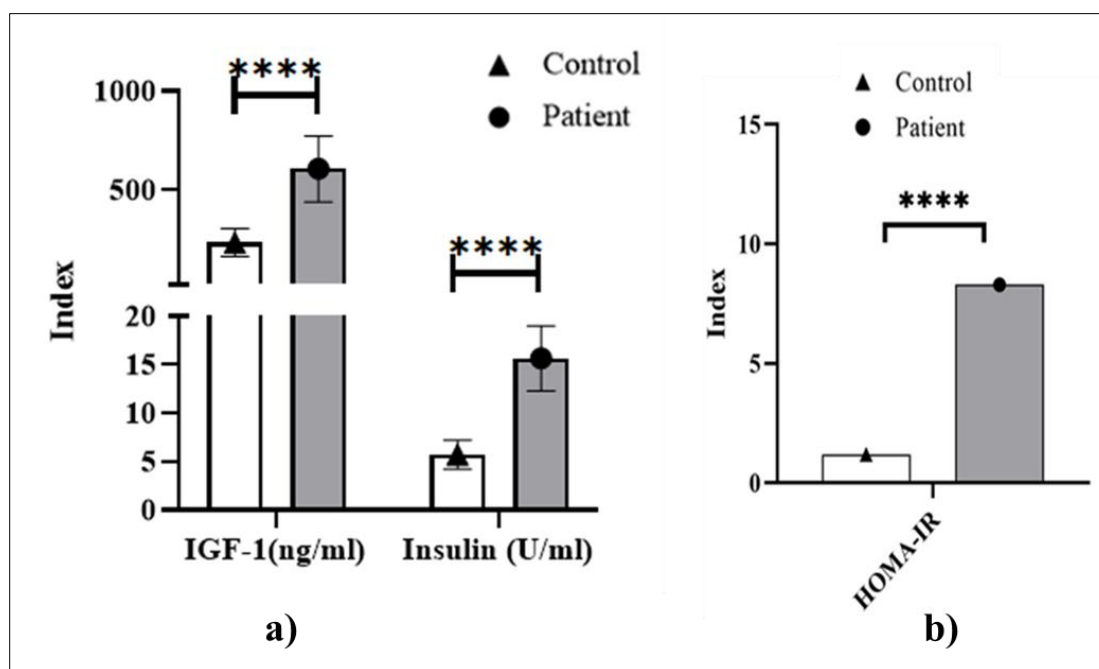 ****
Control
Patient
1000
500
****
Index
20
15
10
5
0
IGF-1(ng/ml)
Insulin (U/ml)
a)
Control
Patient
15
****
10
Index
5
0
HOMA-IR
b)